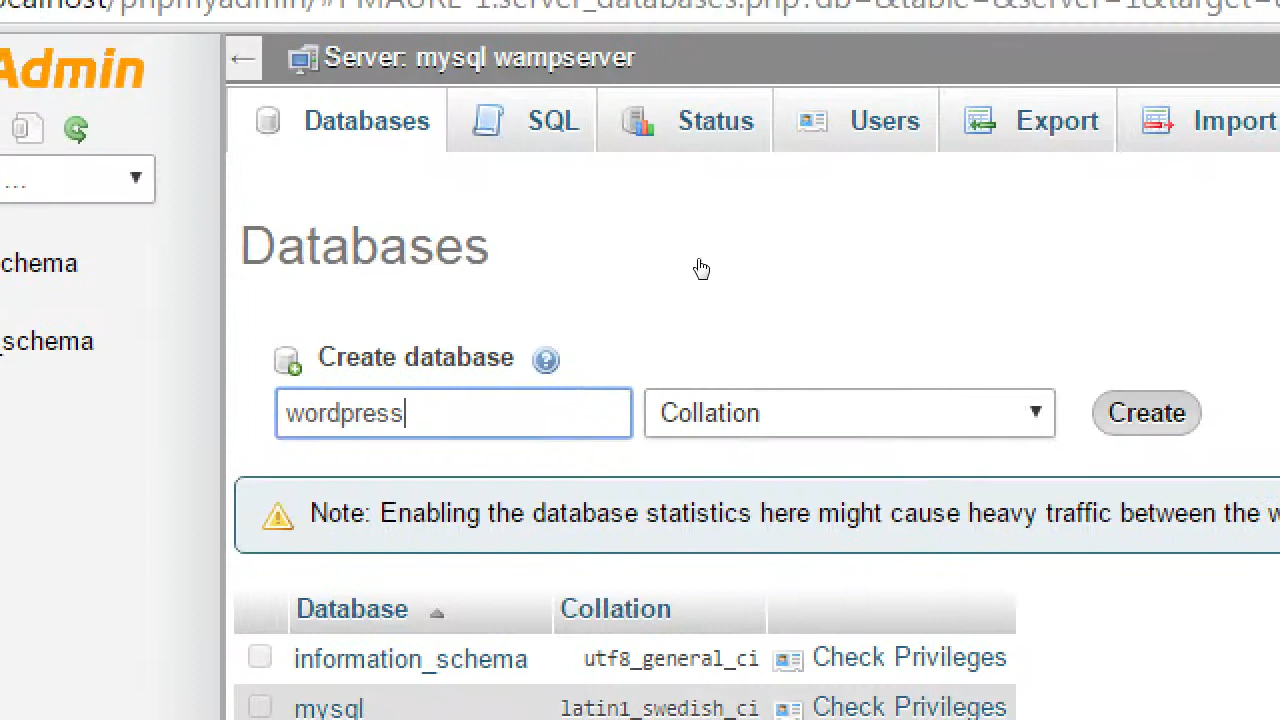 Server: mysql wampserver
Admin
Databases SQL Status Users Export Import
...
Databases
chema
_schema
Create database
wordpress Collation Create
Note: Enabling the database statistics here might cause heavy traffic between the w
Database Collation
information_schema utf8_general_ci Check Privileges
mysql latin1_swedish_ci Check Privileges